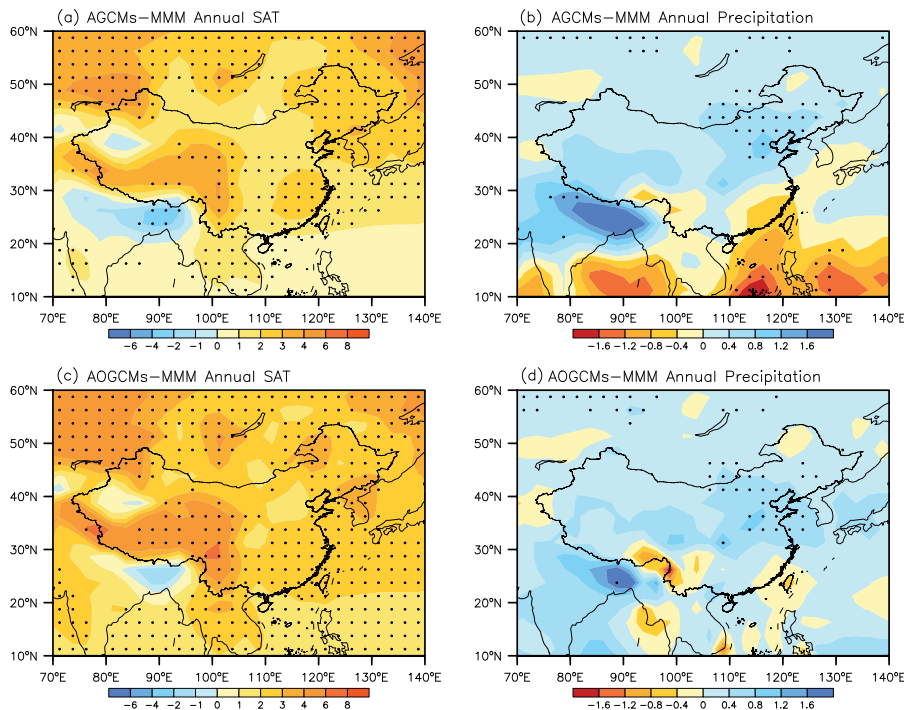 (a) AGCMs-MMM Annual SAT
60°N
50°N
40°N
30°N
20°N
10°N
70°E 80°E 90°E 100°E 110°E 120°E 130°E 140°E
-6 -4 -2 -1 0 1 2 3 6 8
(b) AGCMs-MMM Annual Precipitation
60°N
50°N
40°N
30°N
20°N
10°N
70°E 80°E 90°E 100°E 110°E 120°E 130°E 140°E
-1.6 -1.2 -0.8 -0.4 0 0.4 0.8 1.2 1.6
(c) AOGCMs-MMM Annual SAT
60°N
50°N
40°N
30°N
20°N
10°N
70°E 80°E 90°E 100°E 110°E 120°E 130°E 140°E
-6 -4 -2 -1 0 1 2 3 6 8
(d) AOGCMs-MMM Annual Precipitation
60°N
50°N
40°N
30°N
20°N
10°N
70°E 80°E 90°E 100°E 110°E 120°E 130°E 140°E
-1.6 -1.2 -0.8 -0.4 0 0.4 0.8 1.2 1.6